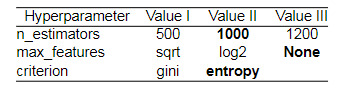 Hyperparameter Value I Value II Value III
n_estimators 500 1000 1200
max_features sqrt log2 None
criterion gini entropy